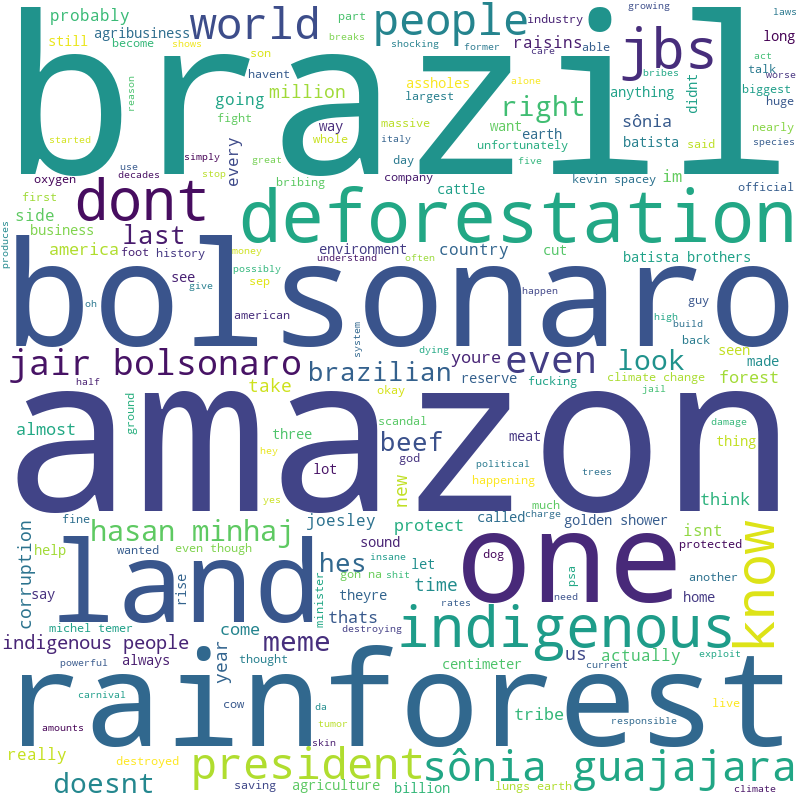 probably
world
people
industry
growing
laws
agribusiness
part
still
become
shows
son
breaks
shocking
former
raisins
care
able
jbs
long
act
talk
worse
brazil
reason
havent
assholes
bribes
going
million
largest
right
anything
didnt
biggest
huge
fight
way
massive
want
earth
sônia
started
whole
italy
unfortunately
batista
said
nearly
simply
day
great
five
species
every
oxygen
use
decades
stop
company
cattle
kevin spacey
im
official
first
dont
bribing
deforestation
side
business
last
produces
america
foot history
environment
country
cut
batista brothers
money
understand
often
see
possibly
sep
bolsonaro
oh
give
american
happen
guy
high
build
back
system
dying
jair bolsonaro
brazilian
youre
even
look
seen
made
half
take
okay
reserve
fucking
climate change
forest
jail
amazon
almost
ground
three
scandal
beef
meat
damage
thing
hey
god
lot
political
trees
yes
new
happening
much
think
fine
hasan minhaj
joesley
protect
called
charge
golden shower
isnt
know
corruption
help
wanted
even though
sound
one
dog
protected
land
hes
insane
let
psa
another
say
rise
gon na
shit
time
rates
need
home
minister
theyre
thats
michel temer
come
destroying
indigenous
indigenous people
always
year
meme
us
actually
exploit
powerful
thought
centimeter
current
rainforest
carnival
cow
amounts
da
tumor
tribe
responsible
live
skin
really
destroyed
president
sônia guajajara
doesnt
saving
agriculture
billion
lungs earth
climate